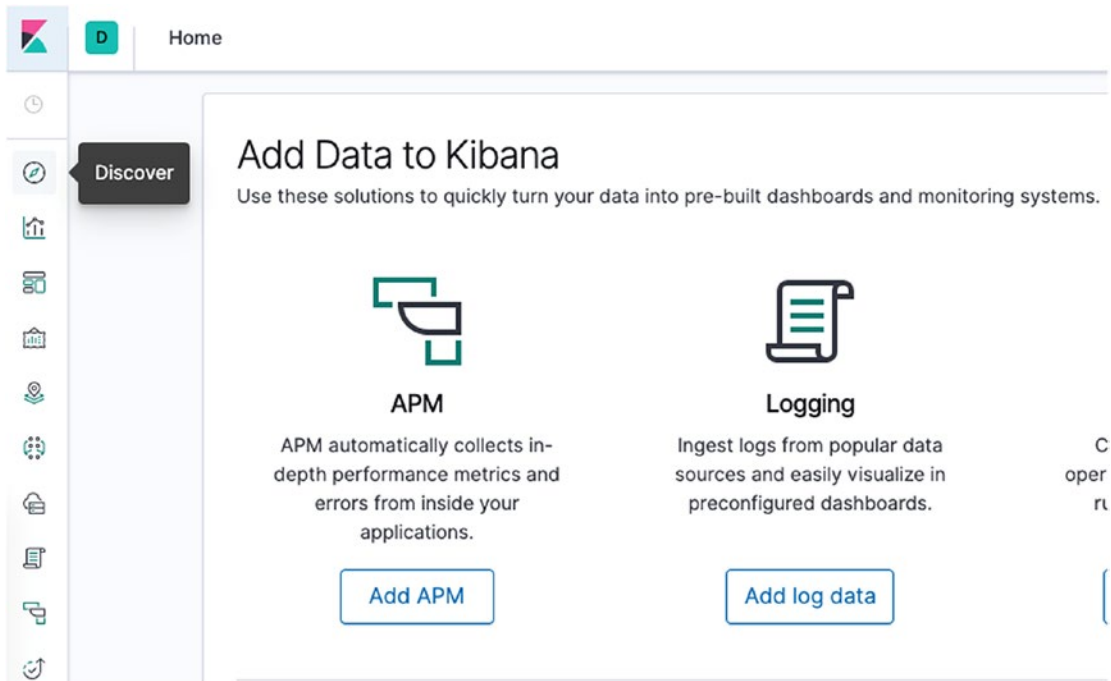 D
Home
Discover
Add Data to Kibana
Use these solutions to quickly turn your data into pre-built dashboards and monitoring systems.
APM
APM automatically collects in-
depth performance metrics and
errors from inside your
applications.
Add APM
Logging
Ingest logs from popular data
sources and easily visualize in
preconfigured dashboards.
Add log data